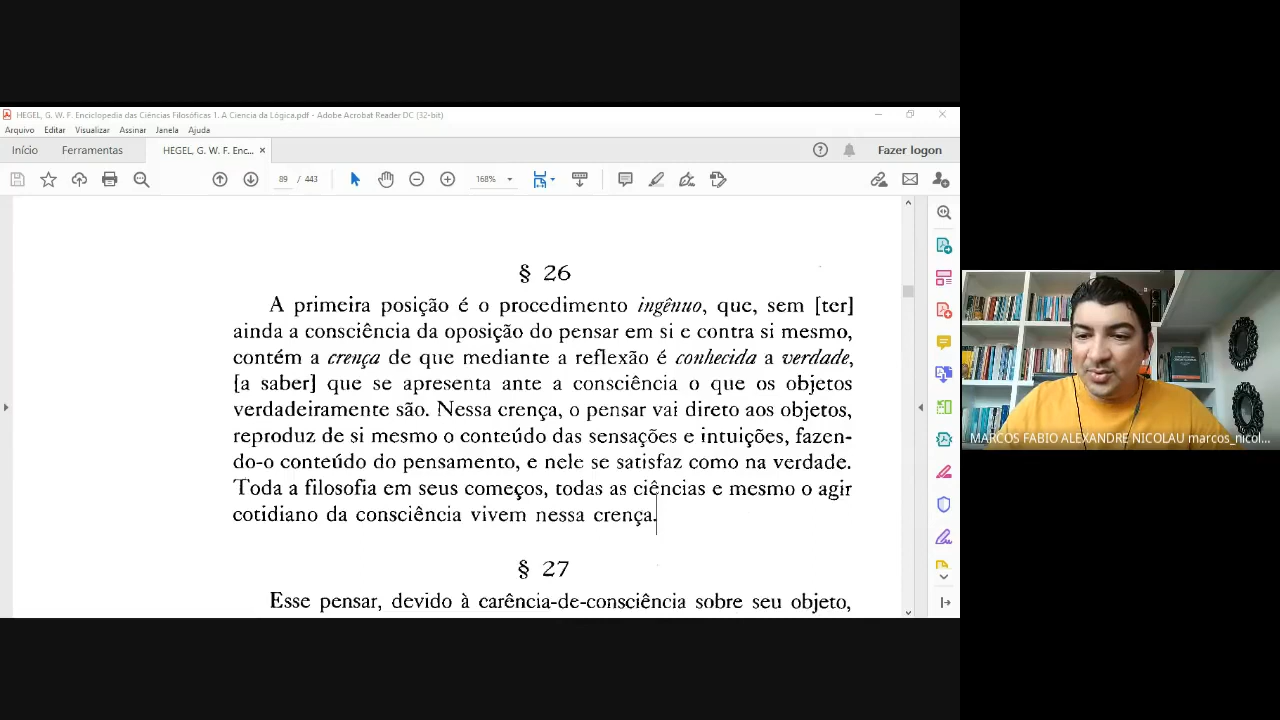 HEGEL, G. W. F. Enciclopedia das Ciências Filosóficas 1. A Ciencia da Lógica.pdf - Adobe Acrobat Reader DC (32-bit)
Arquivo Editar Visualizar Assinar Janela Ajuda
Início Ferramentas HEGEL, G. W. F. Enc... Fazer logon
89 / 443 168%
§ 26
A primeira posição é o procedimento ingênuo, que, sem [ter]
ainda a consciência da oposição do pensar em si e contra si mesmo,
contém a crença de que mediante a reflexão é conhecida a verdade,
[a saber] que se apresenta ante a consciência o que os objetos
verdadeiramente são. Nessa crença, o pensar vai direto aos objetos,
reproduz de si mesmo o conteúdo das sensações e intuições, fazen-
do-o conteúdo do pensamento, e nele se satisfaz como na verdade.
Toda a filosofia em seus começos, todas as ciências e mesmo o agir
cotidiano da consciência vivem nessa crença.
§ 27
Esse pensar, devido à carência-de-consciência sobre seu objeto,
MARCOS FABIO ALEXANDRE NICOLAU marcos_nicol...